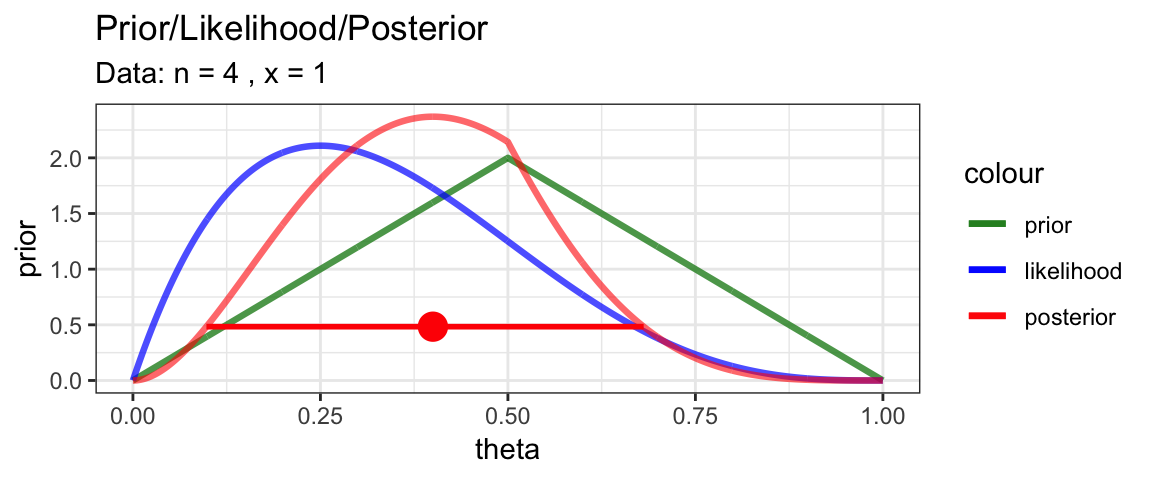 Prior/Likelihood/Posterior
Data: n = 4 , x = 1
2.0
1.5
1.0
0.5
0.0
prior
0.00 0.25 0.50 0.75 1.00
theta
colour
prior
likelihood
posterior